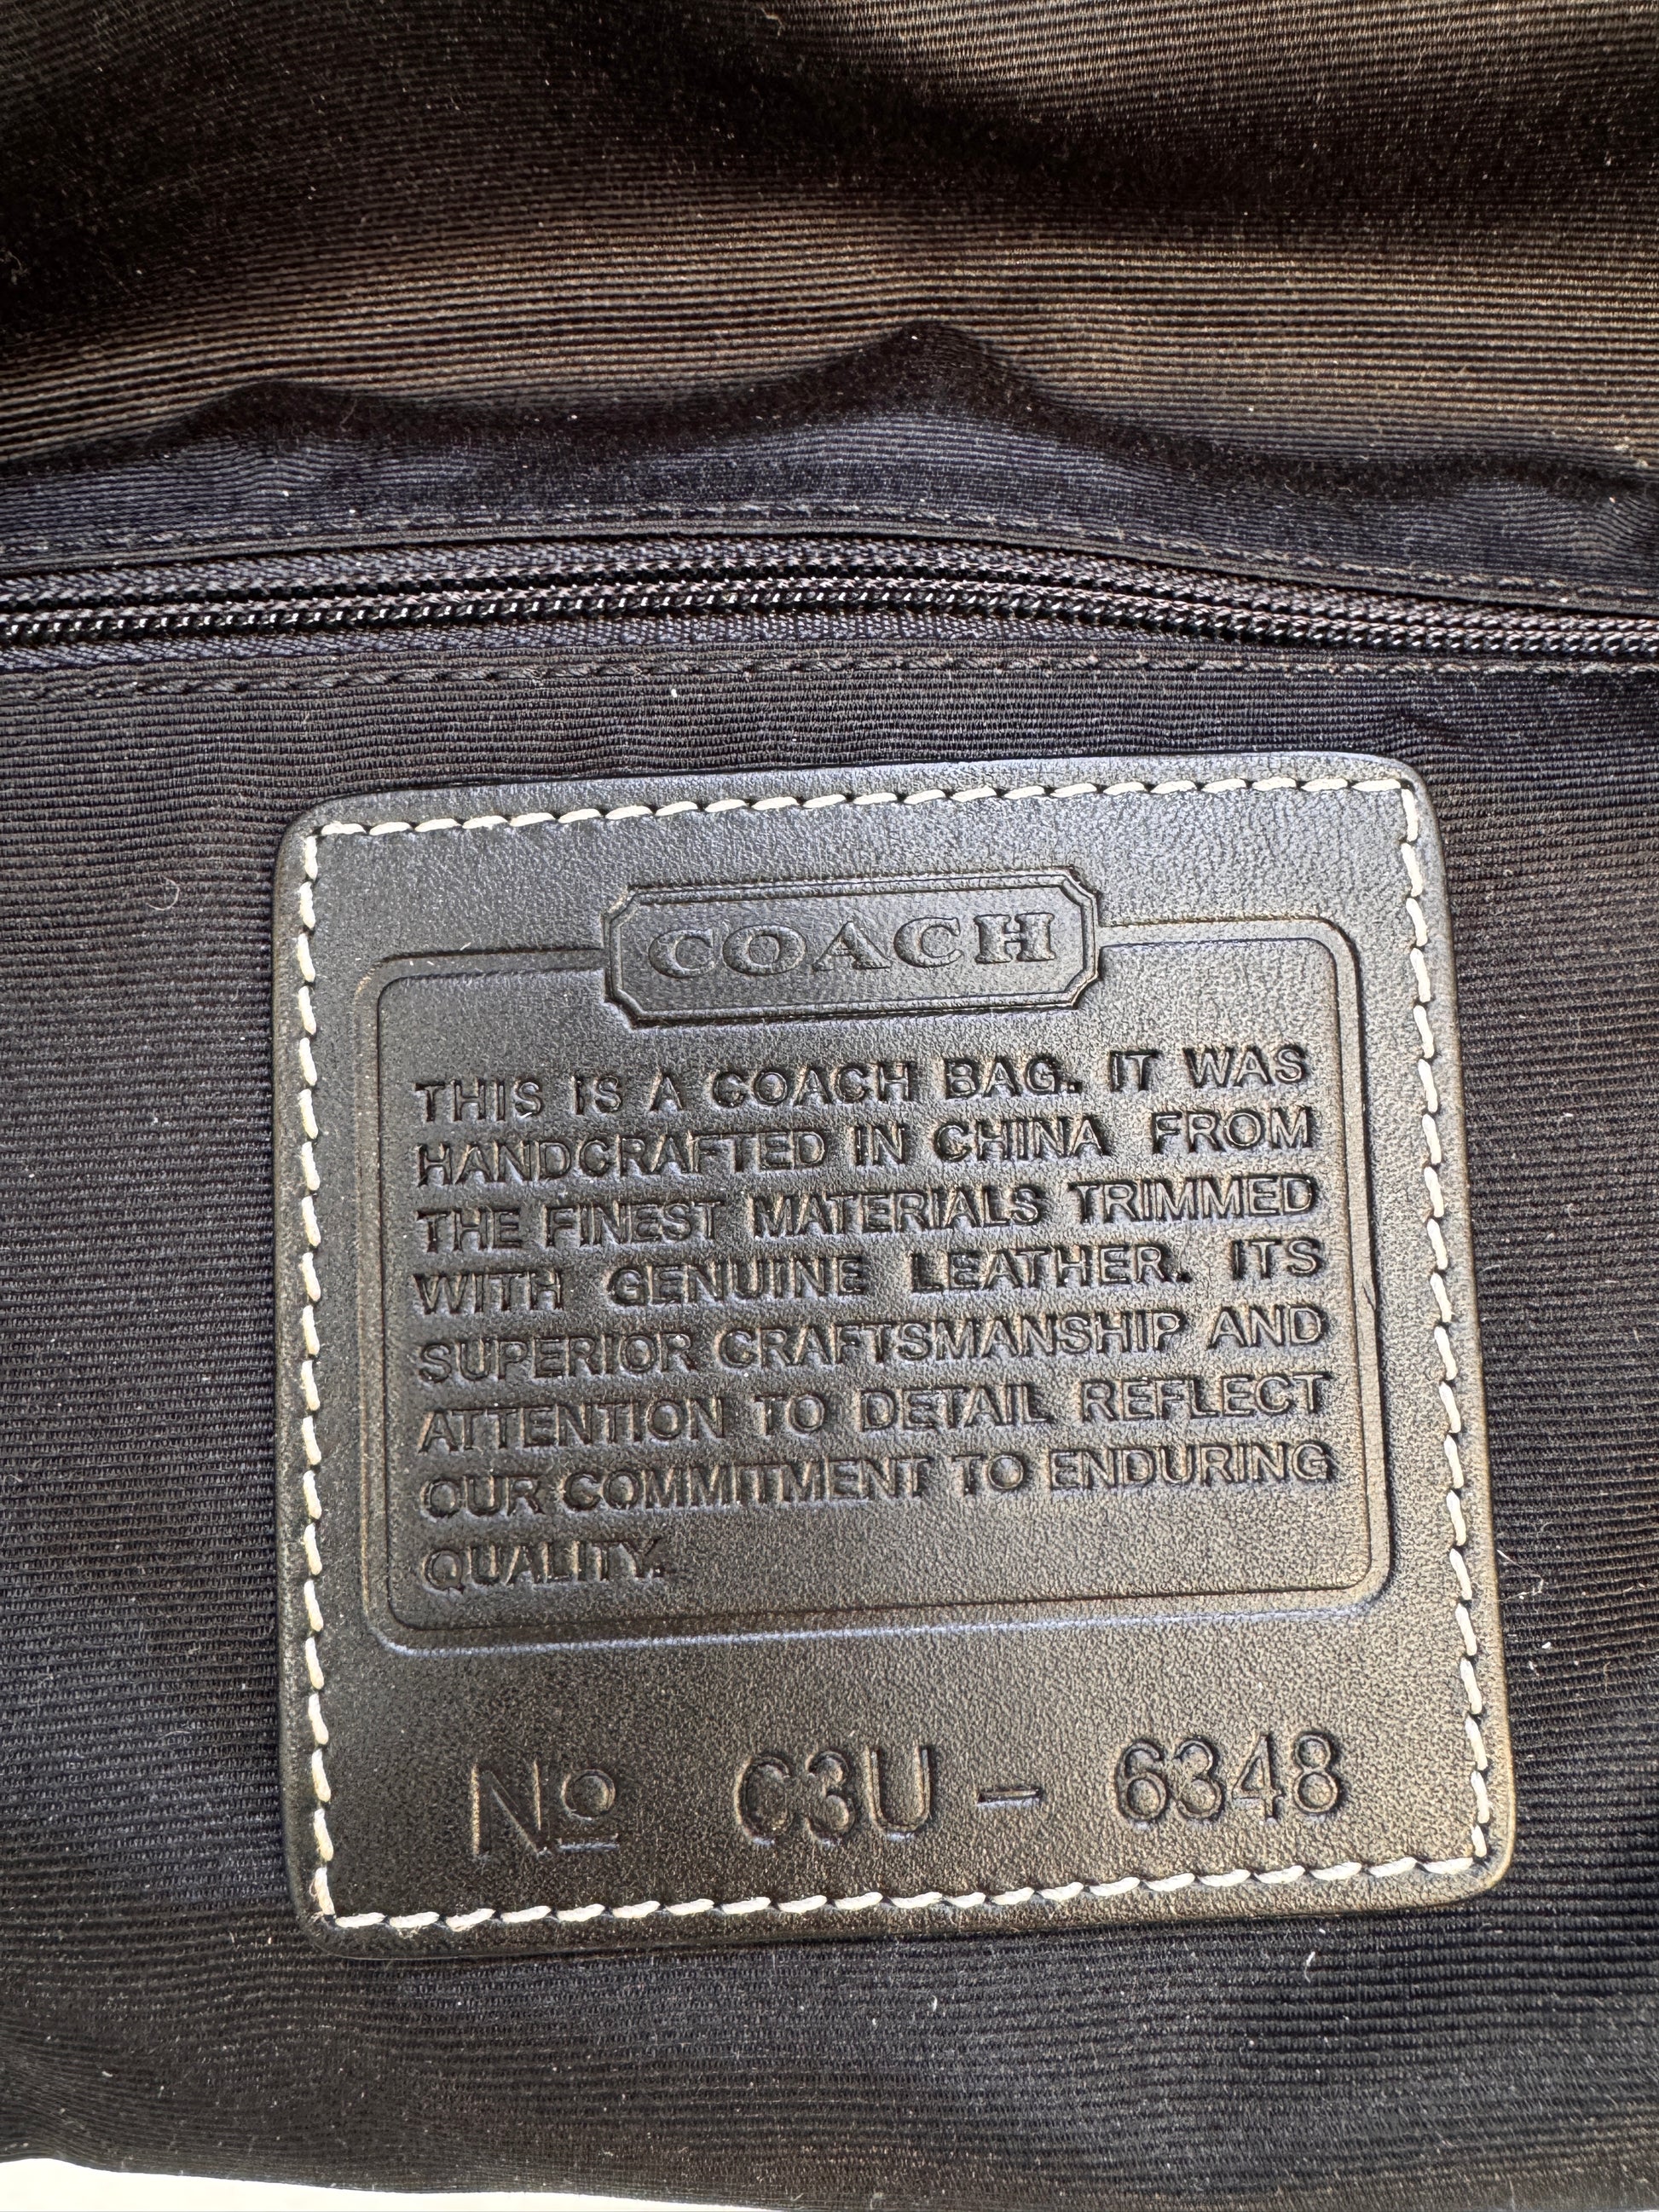 COACH
THIS IS A COACH BAG. IT WAS
HANDCRAFTED IN CHINA FROM
THE FINEST MATERIALS TRIMMED
WITH GENUINE LEATHER. ITS
SUPERIOR CRAFTSMANSHIP AND
ATTENTION TO DETAIL REFLECT
OUR COMMITMENT TO ENDURING
QUALITY.
Nº C3U - 6348